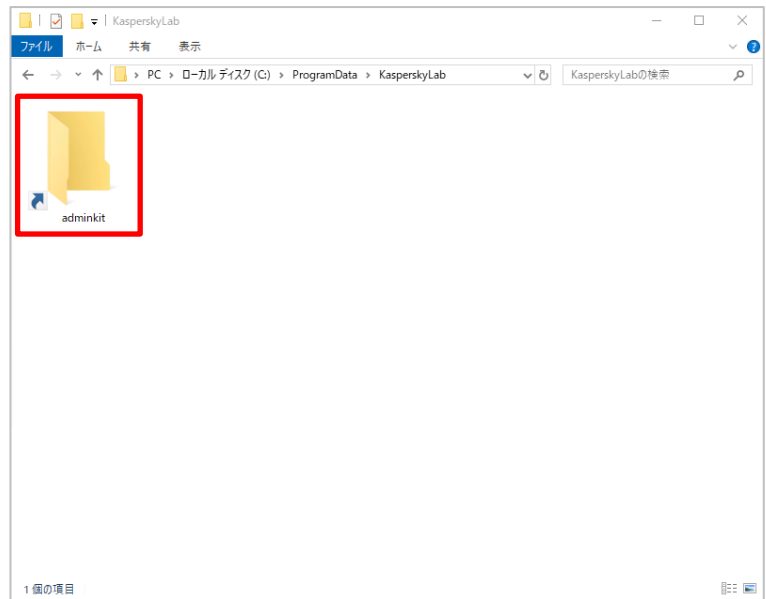 KasperskyLab
ファイル ホーム 共有 表示
PC > ローカル ディスク (C:) > ProgramData > KasperskyLab KasperskyLabの検索
adminkit
1 個の項目